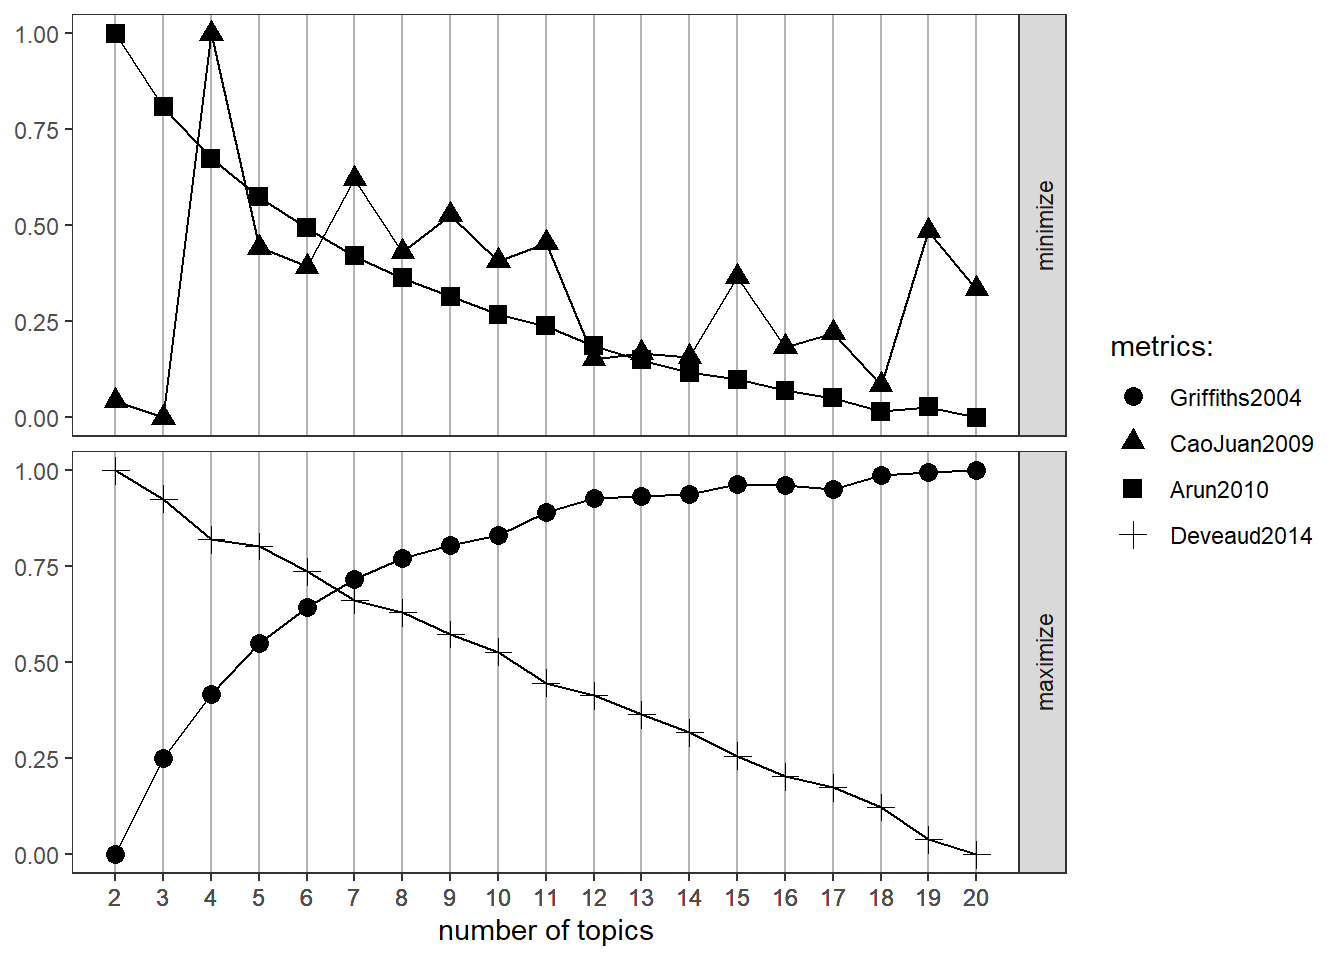 1.00
0.75
0.50
0.25
0.00
minimize
1.00
0.75
0.50
0.25
0.00
maximize
2 3 4 5 6 7 8 9 10 11 12 13 14 15 16 17 18 19 20
number of topics
metrics:
Griffiths2004
CaoJuan2009
Arun2010
Deveaud2014